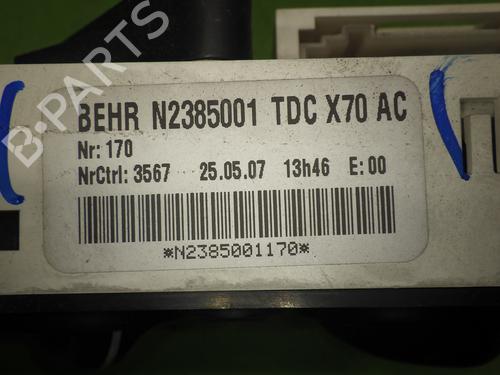 BEHR N2385001 TDC X70 AC
Nr: 170
NrCtrl: 3567 25.05.07 13h46 E: 00
*N2385001170*
B-PARTS